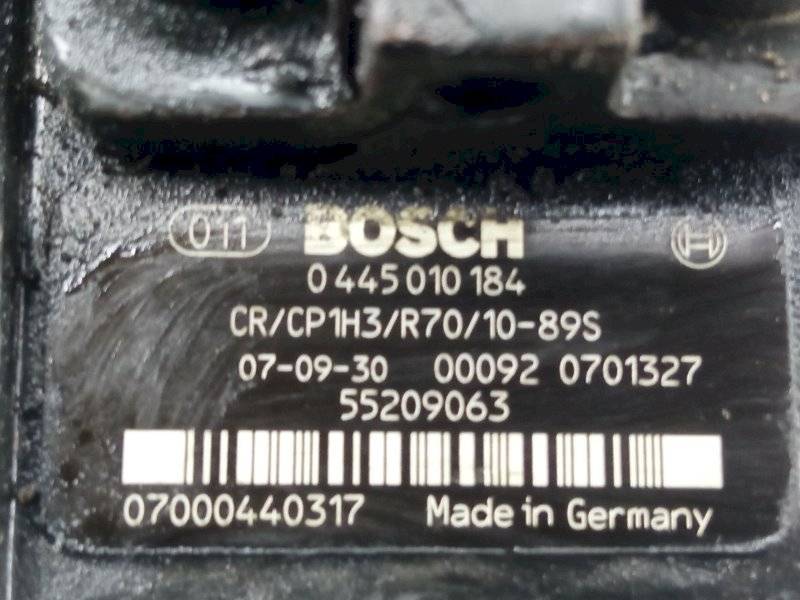 011 BOSCH
0 445 010 184
CR/CP1H3/R70/10-89S
07-09-30 00092 0701327
55209063
07000440317 Made in Germany